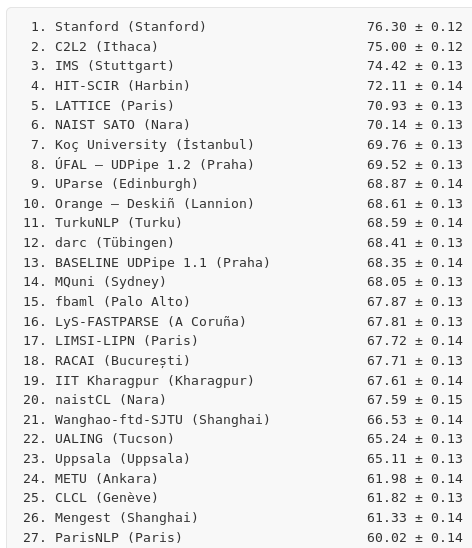 1. Stanford (Stanford) 76.30 ± 0.12
2. C2L2 (Ithaca) 75.00 ± 0.12
3. IMS (Stuttgart) 74.42 ± 0.13
4. HIT-SCIR (Harbin) 72.11 ± 0.14
5. LATTICE (Paris) 70.93 ± 0.13
6. NAIST SATO (Nara) 70.14 ± 0.13
7. Koç University (İstanbul) 69.76 ± 0.13
8. ÚFAL – UDPipe 1.2 (Praha) 69.52 ± 0.13
9. UParse (Edinburgh) 68.87 ± 0.14
10. Orange – Deskiñ (Lannion) 68.61 ± 0.13
11. TurkuNLP (Turku) 68.59 ± 0.14
12. darc (Tübingen) 68.41 ± 0.13
13. BASELINE UDPipe 1.1 (Praha) 68.35 ± 0.14
14. MQuni (Sydney) 68.05 ± 0.13
15. fbaml (Palo Alto) 67.87 ± 0.13
16. LyS-FASTPARSE (A Coruña) 67.81 ± 0.13
17. LIMSI-LIPN (Paris) 67.72 ± 0.14
18. RACAI (București) 67.71 ± 0.13
19. IIT Kharagpur (Kharagpur) 67.61 ± 0.14
20. naistCL (Nara) 67.59 ± 0.15
21. Wanghao-ftd-SJTU (Shanghai) 66.53 ± 0.14
22. UALING (Tucson) 65.24 ± 0.13
23. Uppsala (Uppsala) 65.11 ± 0.13
24. METU (Ankara) 61.98 ± 0.14
25. CLCL (Genève) 61.82 ± 0.13
26. Mengest (Shanghai) 61.33 ± 0.14
27. ParisNLP (Paris) 60.02 ± 0.14